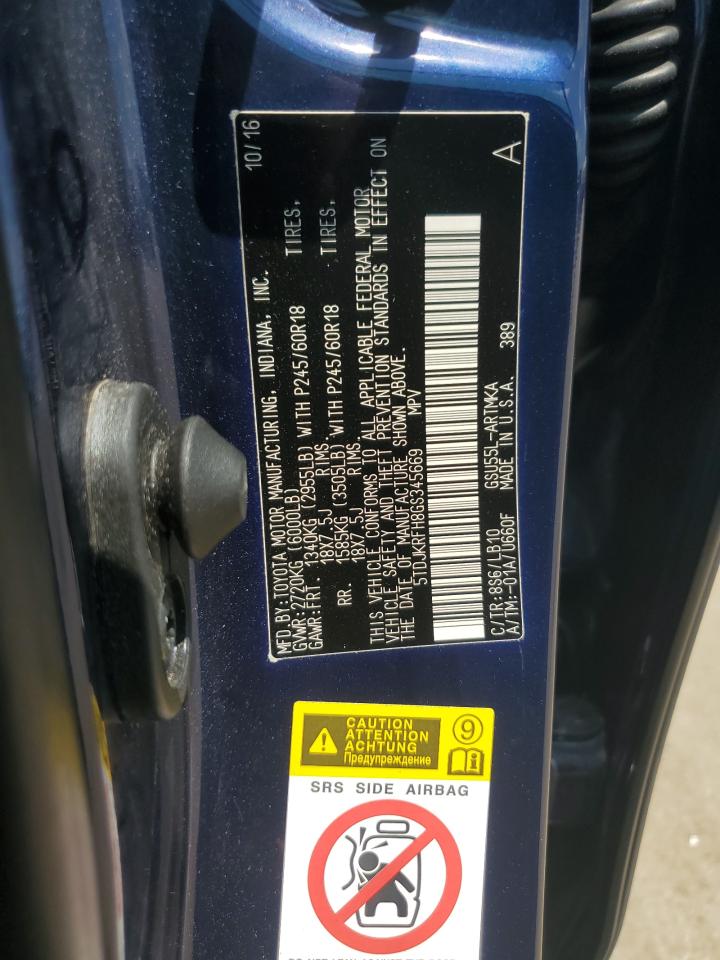 10/16
MFD.BY:TOYOTA MOTOR MANUFACTURING, INDIANA, INC.
GVWR:2720KG (6000LB)
GAWR:FRT. 1340KG (2955LB) WITH P245/60R18 TIRES,
18X7.5J RIMS
RR. 1585KG (3505LB) WITH P245/60R18 TIRES,
18X7.5J RIMS
THIS VEHICLE CONFORMS TO ALL APPLICABLE FEDERAL MOTOR
VEHICLE SAFETY AND THEFT PREVENTION STANDARDS IN EFFECT ON
THE DATE OF MANUFACTURE SHOWN ABOVE.
5TDJKRFH8GS345669 MPV
C/TR:8S6/LB10 GSU55L-ARTMKA
A/TM:-01A/U660F MADE IN U.S.A. 389
A
CAUTION
ATTENTION
ACHTUNG
Предупреждение
9
SRS SIDE AIRBAG